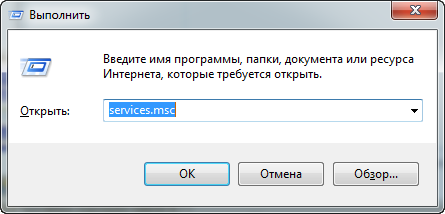 Выполнить
Введите имя программы, папки, документа или ресурса
Интернета, которые требуется открыть.
Открыть: services.msc
ОК Отмена Обзор...